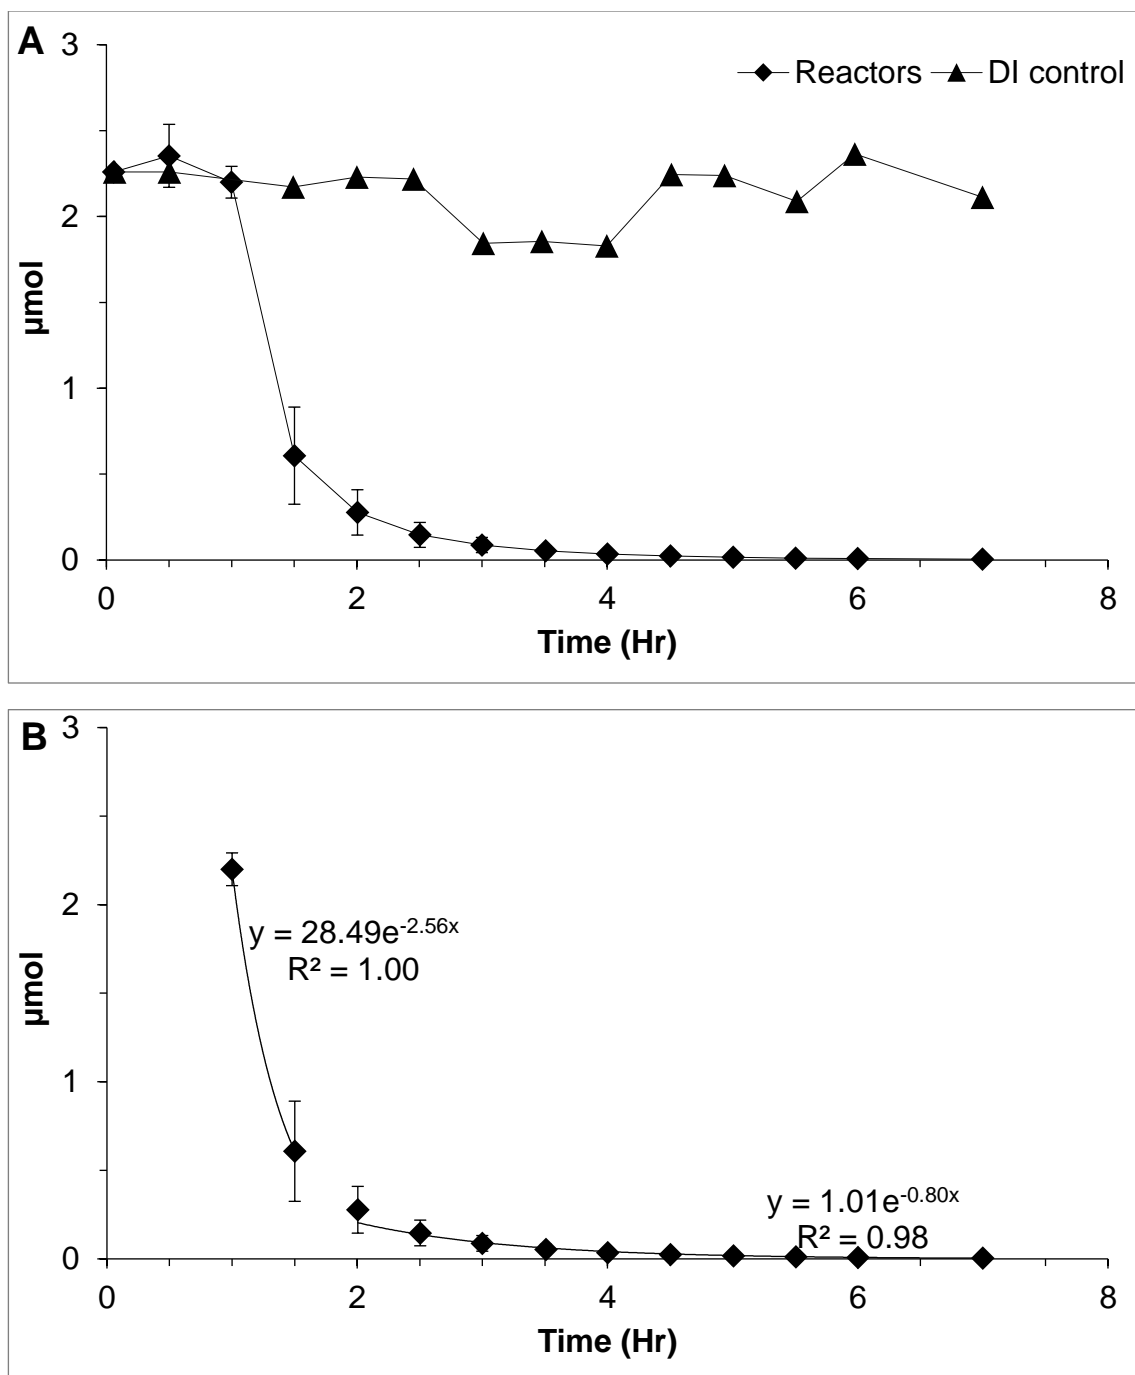 A
3
2
1
0
µmol
Reactors DI control
0 2 4 6 8
Time (Hr)
B
3
2
1
0
µmol
y = 28.49e^-2.56x
R² = 1.00
y = 1.01e^-0.80x
R² = 0.98
0 2 4 6 8
Time (Hr)